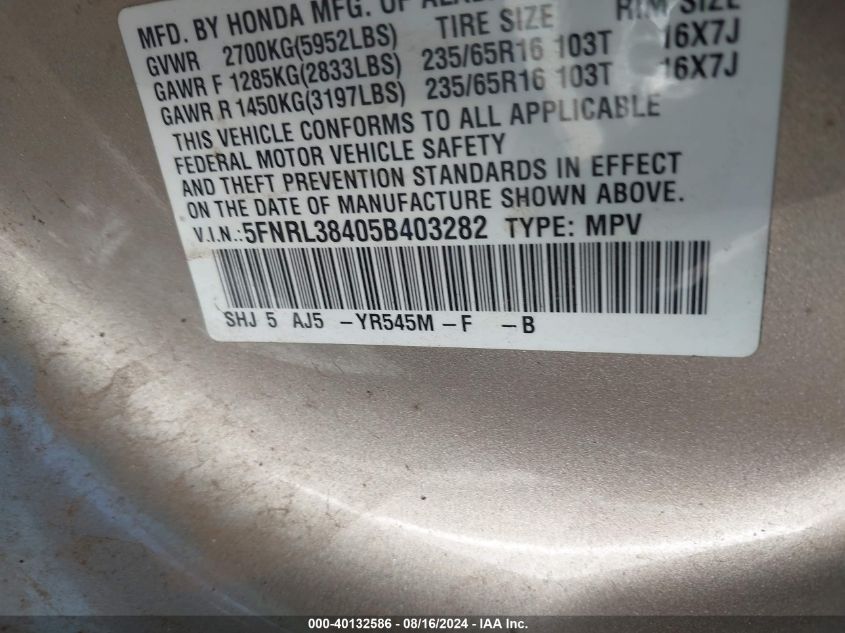 MFD. BY HONDA MFG. OF
TIRE SIZE RIM SIZE
GVWR 2700KG(5952LBS)
GAWR F 1285KG(2833LBS) 235/65R16 103T 16X7J
GAWR R 1450KG(3197LBS) 235/65R16 103T 16X7J
THIS VEHICLE CONFORMS TO ALL APPLICABLE
FEDERAL MOTOR VEHICLE SAFETY
AND THEFT PREVENTION STANDARDS IN EFFECT
ON THE DATE OF MANUFACTURE SHOWN ABOVE.
V.I.N.:5FNRL38405B403282 TYPE: MPV
SHJ 5 AJ5 -YR545M -F -B
000-40132586 - 08/16/2024 - IAA Inc.